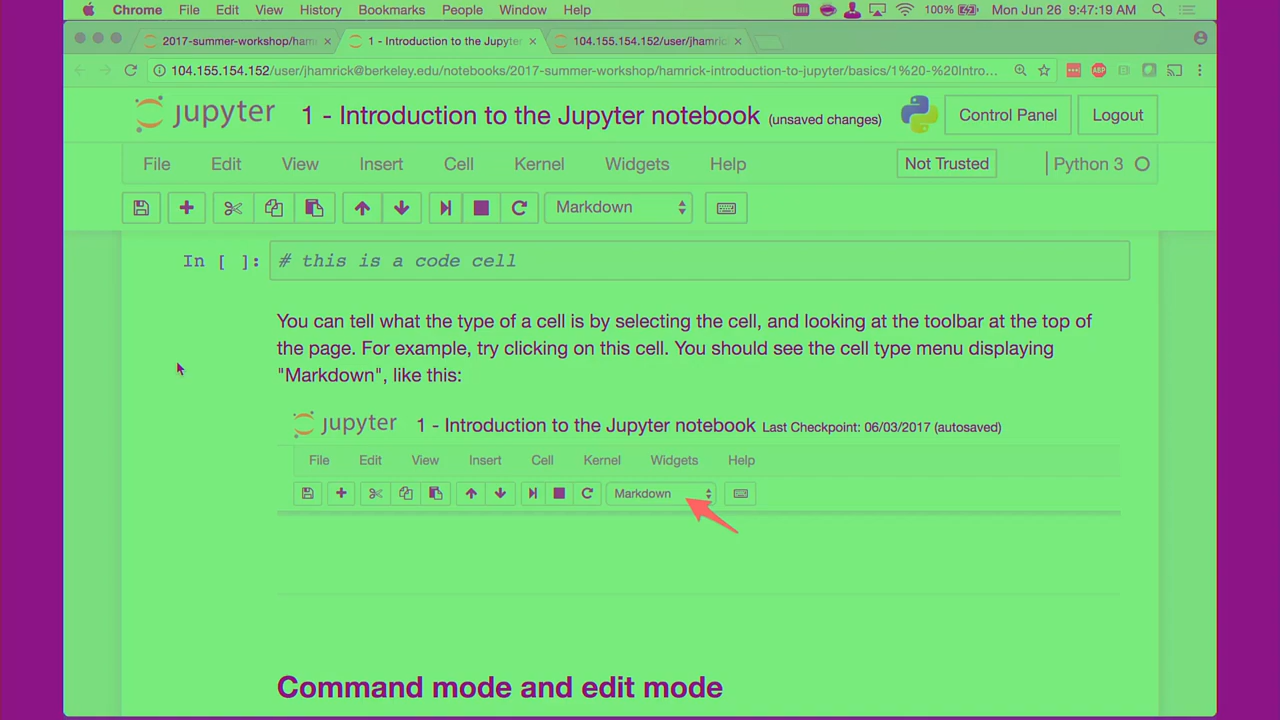 Chrome File Edit View History Bookmarks People Window Help 100% Mon Jun 26 9:47:19 AM
2017-summer-workshop/ham 1 - Introduction to the Jupyter 104.155.154.152/user/jhamric
104.155.154.152/user/jhamrick@berkeley.edu/notebooks/2017-summer-workshop/hamrick-introduction-to-jupyter/basics/1%20-%20Intro...
jupyter 1 - Introduction to the Jupyter notebook (unsaved changes) Control Panel Logout
File Edit View Insert Cell Kernel Widgets Help Not Trusted Python 3
Markdown
In [ ]: # this is a code cell
You can tell what the type of a cell is by selecting the cell, and looking at the toolbar at the top of
the page. For example, try clicking on this cell. You should see the cell type menu displaying
"Markdown", like this:
jupyter 1 - Introduction to the Jupyter notebook Last Checkpoint: 06/03/2017 (autosaved)
File Edit View Insert Cell Kernel Widgets Help
Markdown
Command mode and edit mode